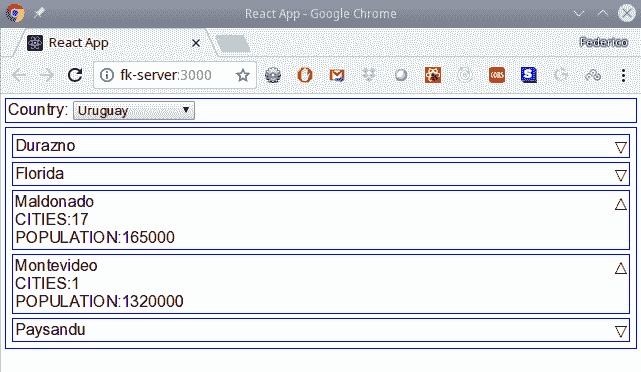 React App - Google Chrome
React App
Federico
fk-server:3000
COBS
S
G
Country: Uruguay
Durazno
Florida
Maldonado
CITIES:17
POPULATION:165000
Montevideo
CITIES:1
POPULATION:1320000
Paysandu